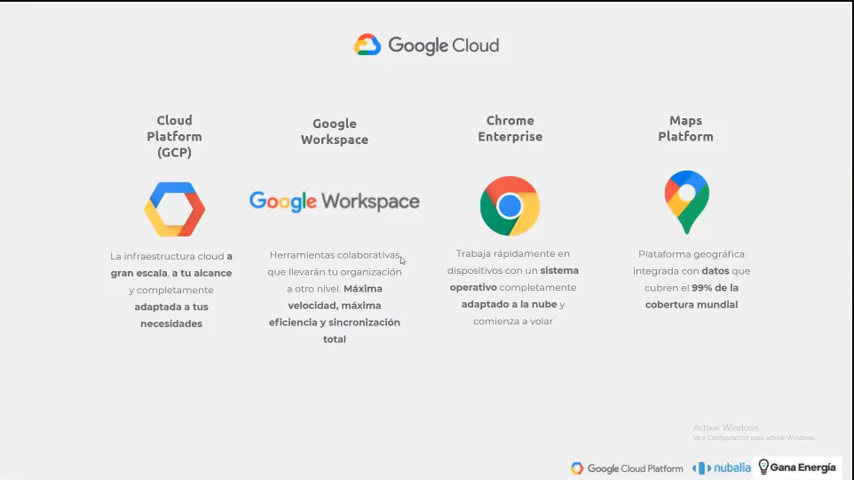 Google Cloud
Cloud
Platform
(GCP)
La infraestructura cloud a
gran escala, a tu alcance
y completamente
adaptada a tus
necesidades
Google
Workspace
Google Workspace
Herramientas colaborativas,
que llevarán tu organización
a otro nivel. Máxima
velocidad, máxima
eficiencia y sincronización
total
Chrome
Enterprise
Trabaja rápidamente en
dispositivos con un sistema
operativo completamente
adaptado a la nube y
comienza a volar
Maps
Platform
Plataforma geográfica
integrada con datos que
cubren el 99% de la
cobertura mundial
Activar Windows
Ve a Configuración para activar Windows.
Google Cloud Platform
nubalia
Gana Energía